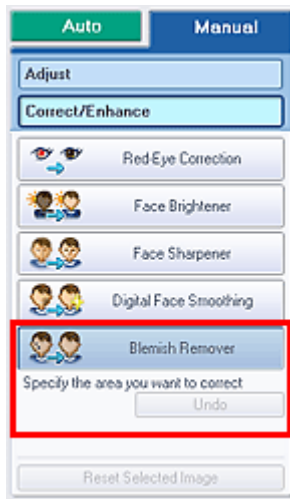 Auto Manual
Adjust
Correct/Enhance
Red-Eye Correction
Face Brightener
Face Sharpener
Digital Face Smoothing
Blemish Remover
Specify the area you want to correct
Undo
Reset Selected Image